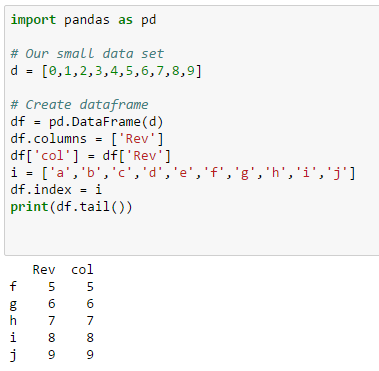 import pandas as pd
# Our small data set
d = [0,1,2,3,4,5,6,7,8,9]
# Create dataframe
df = pd.DataFrame(d)
df.columns = ['Rev']
df['col'] = df['Rev']
i = ['a','b','c','d','e','f','g','h','i','j']
df.index = i
print(df.tail())
Rev col
f 5 5
g 6 6
h 7 7
i 8 8
j 9 9